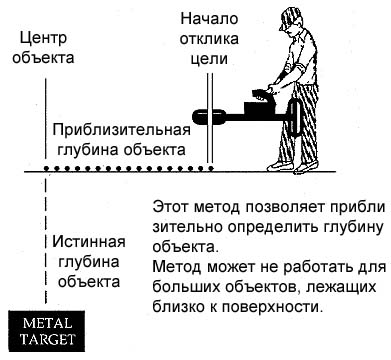 Центр
объекта
Начало
отклика
цели
Приблизительная
глубина объекта
Истинная
глубина
объекта
Этот метод позволяет прибли
зительно определить глубину
объекта.
Метод может не работать для
больших объектов, лежащих
близко к поверхности.
METAL
TARGET